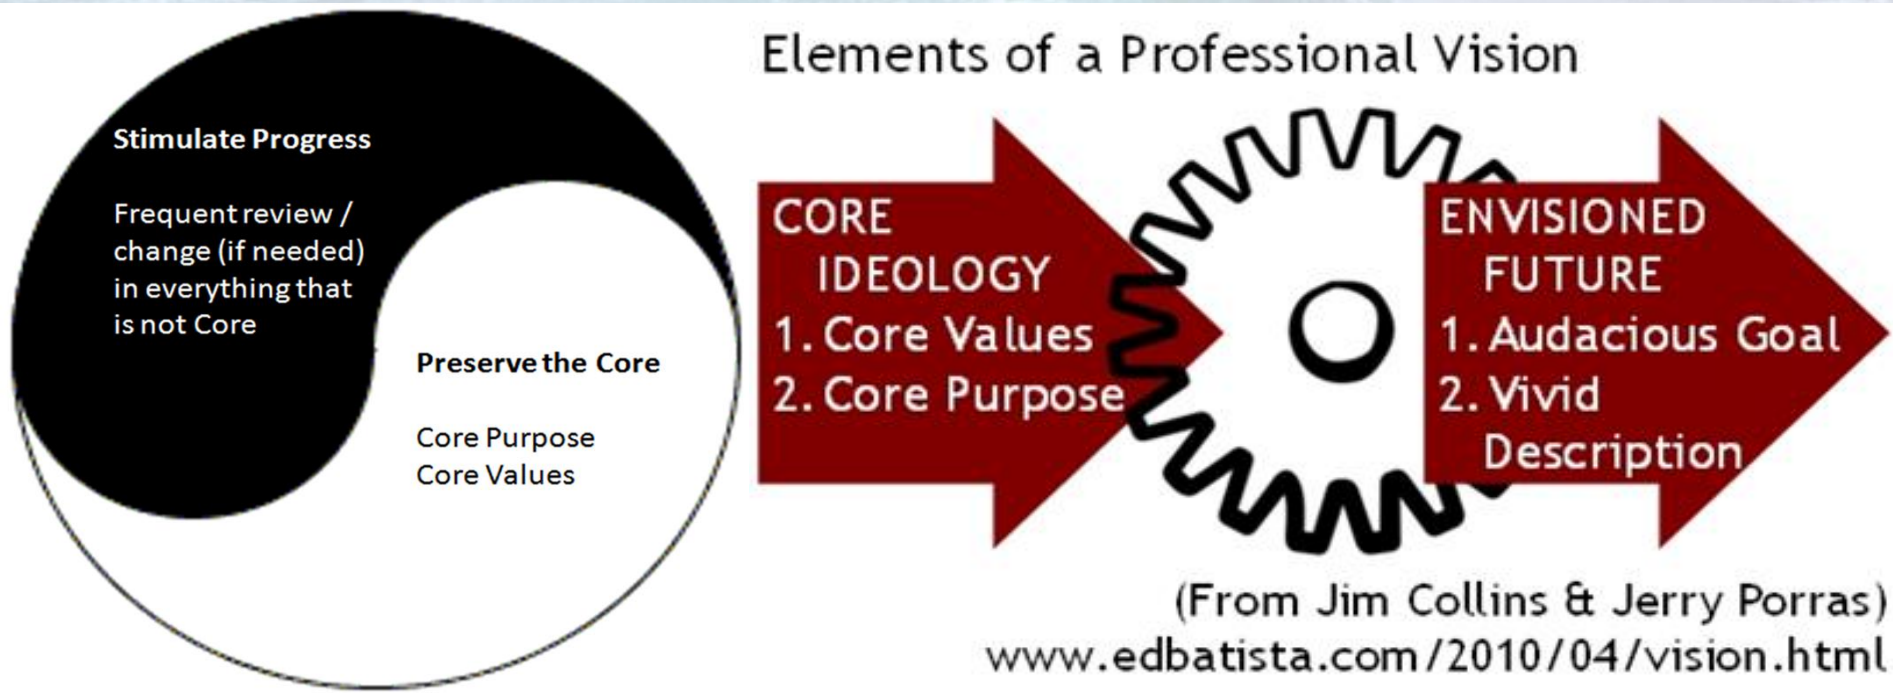 Stimulate Progress
Frequent review /
change (if needed)
in everything that
is not Core
Preserve the Core
Core Purpose
Core Values
Elements of a Professional Vision
CORE
IDEOLOGY
1. Core Values
2. Core Purpose
ENVISIONED
FUTURE
1. Audacious Goal
2. Vivid
Description
(From Jim Collins & Jerry Porras)
www.edbatista.com/2010/04/vision.html